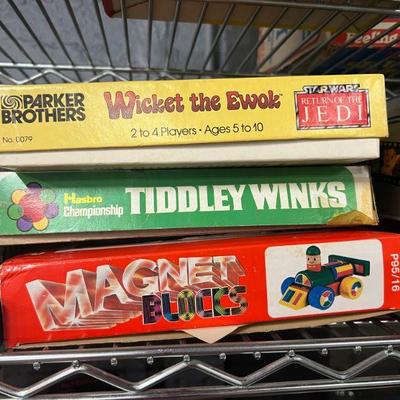 Feelin
PARKER BROTHERS
No. 0079
Wicket the Ewok
2 to 4 Players • Ages 5 to 10
STAR WARS
RETURN OF THE
JEDI
Hasbro
Championship
TIDDLEY WINKS
MAGNET
BLOCKS
P95/16